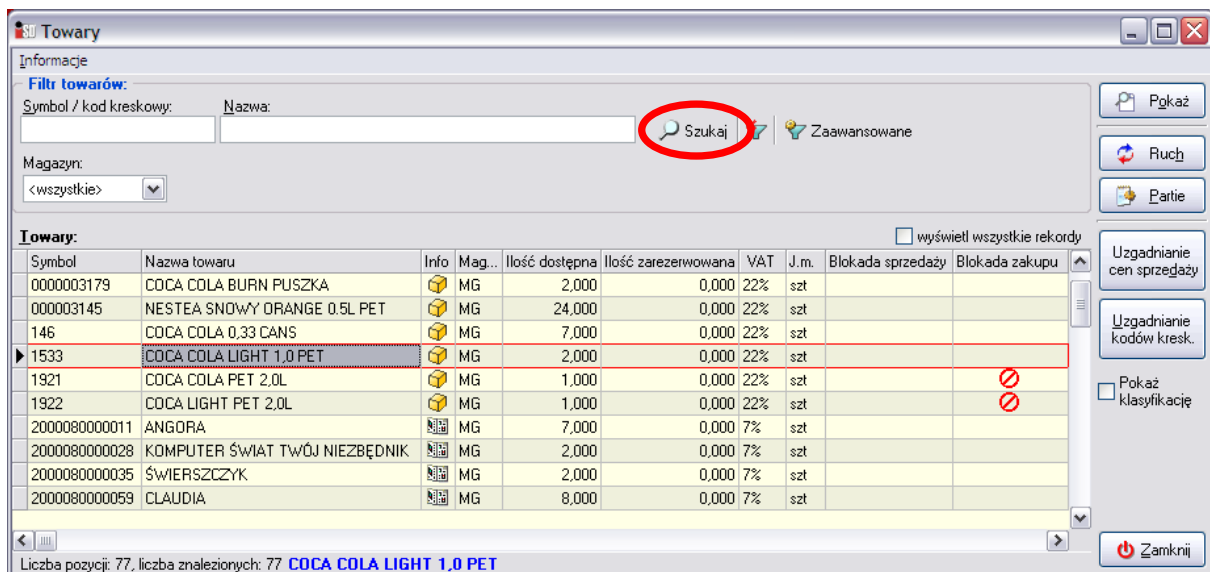 Towary
Informacje
Filtr towarów:
Symbol / kod kreskowy: Nazwa:
Szukaj Zaawansowane
Magazyn:
<wszystkie>
Towary: wyświetl wszystkie rekordy
Symbol Nazwa towaru Info Mag... Ilość dostępna Ilość zarezerwowana VAT J.m. Blokada sprzedaży Blokada zakupu
0000003179 COCA COLA BURN PUSZKA MG 2,000 0,000 22% szt
000003145 NESTEA SNOWY ORANGE 0.5L PET MG 24,000 0,000 22% szt
146 COCA COLA 0,33 CANS MG 7,000 0,000 22% szt
1533 COCA COLA LIGHT 1,0 PET MG 2,000 0,000 22% szt
1921 COCA COLA PET 2,0L MG 1,000 0,000 22% szt
1922 COCA LIGHT PET 2,0L MG 1,000 0,000 22% szt
2000080000011 ANGORA MG 7,000 0,000 7% szt
2000080000028 KOMPUTER ŚWIAT TWÓJ NIEZBĘDNIK MG 2,000 0,000 7% szt
2000080000035 ŚWIERSZCZYK MG 2,000 0,000 7% szt
2000080000059 CLAUDIA MG 8,000 0,000 7% szt
Liczba pozycji: 77, liczba znalezionych: 77 COCA COLA LIGHT 1,0 PET
Pokaż
Ruch
Partie
Uzgadnianie
cen sprzedaży
Uzgadnianie
kodów kresk.
Pokaż
klasyfikację
Zamknij